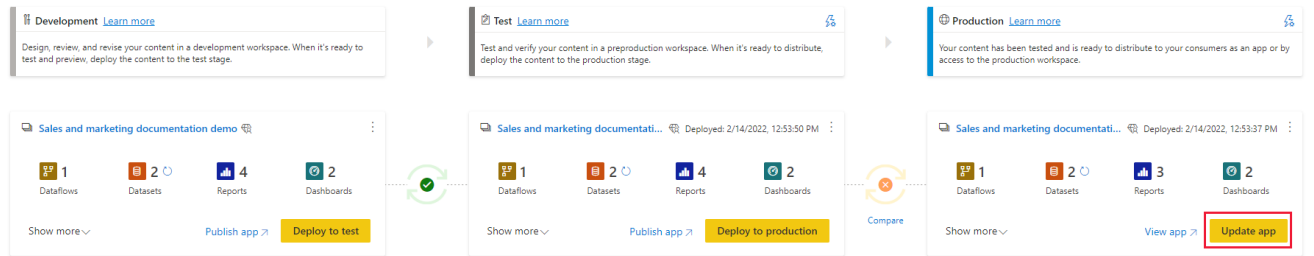 Development Learn more
Design, review, and revise your content in a development workspace. When it's ready to
test and preview, deploy the content to the test stage.
Test Learn more
Test and verify your content in a preproduction workspace. When it's ready to distribute,
deploy the content to the production stage.
Production Learn more
Your content has been tested and is ready to distribute to your consumers as an app or by
access to the production workspace.
Sales and marketing documentation demo
1 2 4 2
Dataflows Datasets Reports Dashboards
Show more Publish app Deploy to test
Sales and marketing documentati... Deployed: 2/14/2022, 12:53:50 PM
1 2 4 2
Dataflows Datasets Reports Dashboards
Show more Publish app Deploy to production
Compare
Sales and marketing documentati... Deployed: 2/14/2022, 12:53:37 PM
1 2 3 2
Dataflows Datasets Reports Dashboards
Show more View app Update app